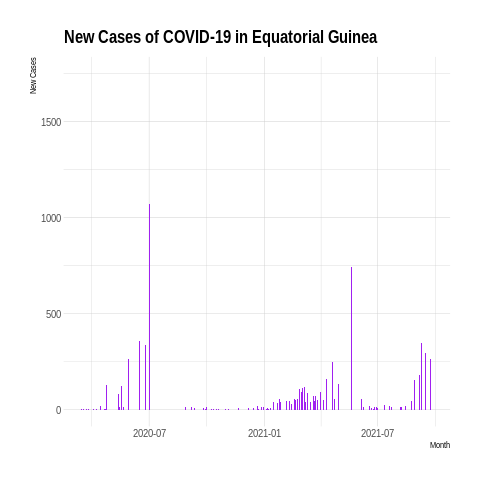 New Cases of COVID-19 in Equatorial Guinea
New Cases
1500
1000
500
0
2020-07
2021-01
2021-07
Month